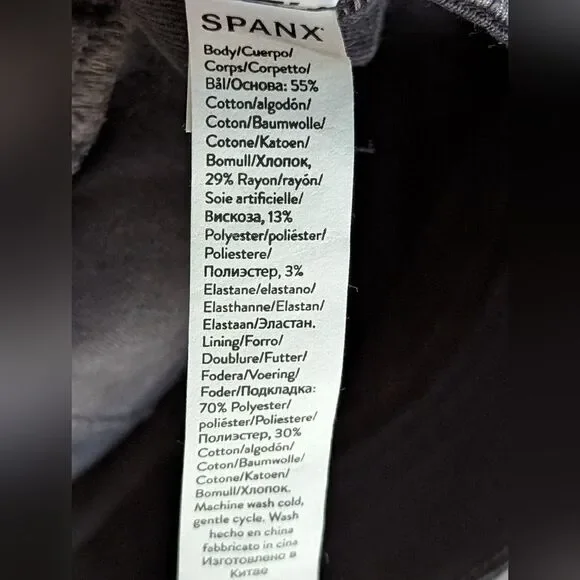 SPANX
Body/Cuerpo/
Corps/Corpetto/
Bål/Основа: 55%
Cotton/algodón/
Coton/Baumwolle/
Cotone/Katoen/
Bomull/Хлопок,
29% Rayon/rayón/
Soie artificielle/
Вискоза, 13%
Polyester/poliéster/
Poliestere/
Полиэстер, 3%
Elastane/elastano/
Elasthanne/Elastan/
Elastaan/Эластан.
Lining/Forro/
Doublure/Futter/
Fodera/Voering/
Foder/Подкладка:
70% Polyester/
poliéster/Poliestere/
Полиэстер, 30%
Cotton/algodón/
Coton/Baumwolle/
Cotone/Katoen/
Bomull/Хлопок.
Machine wash cold,
gentle cycle. Wash
hecho en china
fabbricato in cina
Изготовлено в
Китае